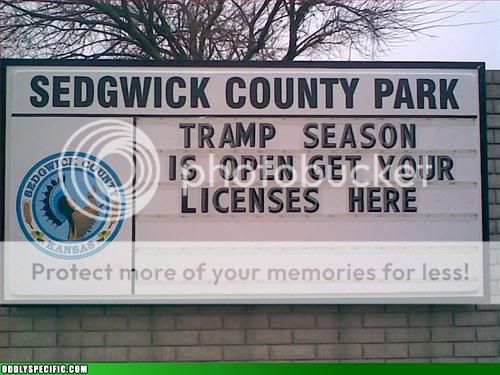 SEDGWICK COUNTY PARK
TRAMP SEASON
IS OPEN GET YOUR
LICENSES HERE
SEDGWICK COUNTY
KANSAS
photobucket
Protect more of your memories for less!
ODDLYSPECIFIC.COM